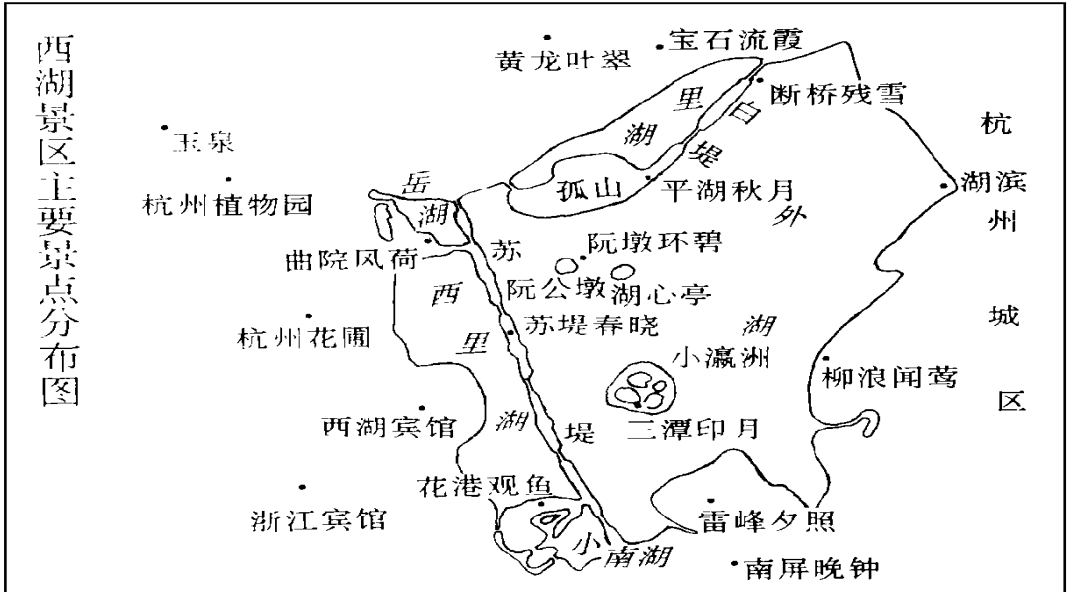 西湖景区主要景点分布图
宝石流霞
黄龙叶翠
断桥残雪
里湖
白堤
杭州城区
玉泉
杭州植物园
岳湖
孤山
平湖秋月
湖滨
外湖
曲院风荷
苏堤
阮墩环碧
阮公墩
湖心亭
西里湖
苏堤春晓
杭州花圃
小瀛洲
柳浪闻莺
西湖宾馆
三潭印月
花港观鱼
浙江宾馆
雷峰夕照
小南湖
南屏晚钟